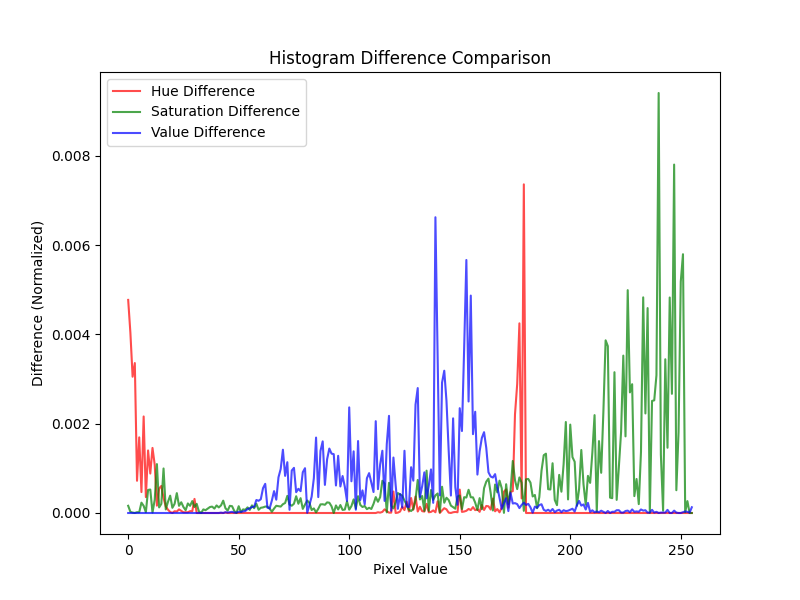 Histogram Difference Comparison
Hue Difference
Saturation Difference
Value Difference
Difference (Normalized)
0.008
0.006
0.004
0.002
0.000
0 50 100 150 200 250
Pixel Value